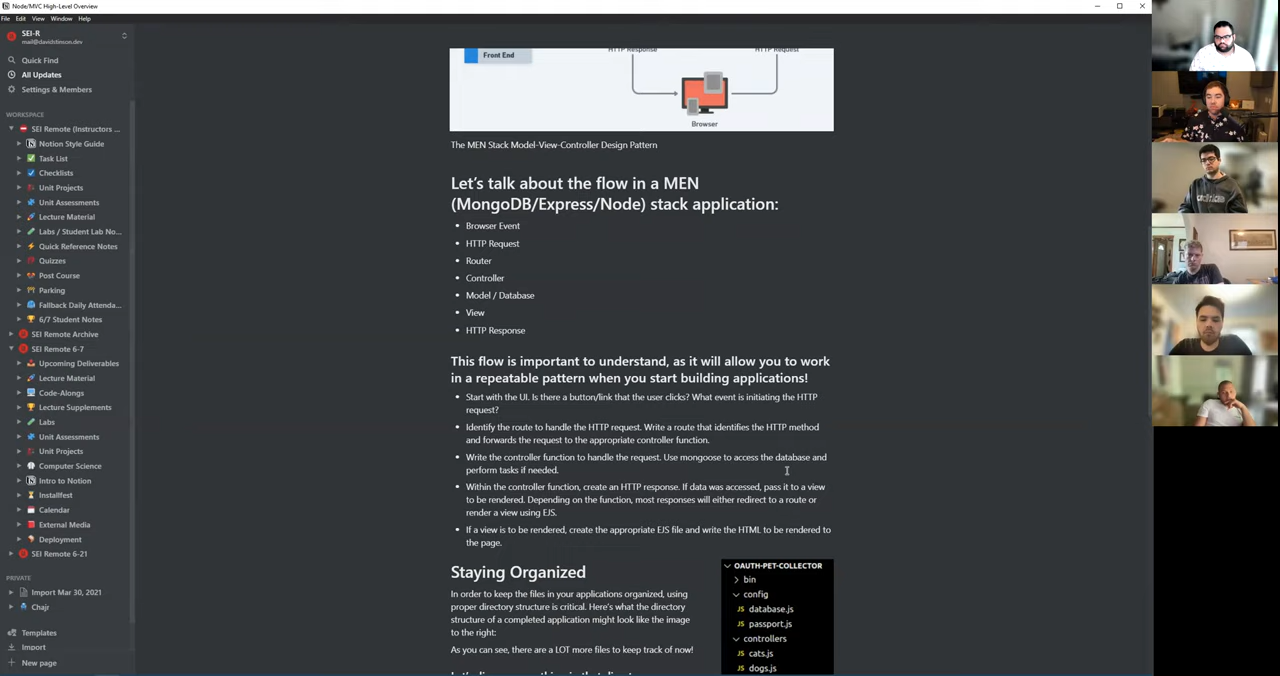 Node/MVC High-Level Overview
File Edit View Window Help
SEI-R
mail@davidstinson.dev
Quick Find
All Updates
Settings & Members
WORKSPACE
SEI Remote (Instructors ...
Notion Style Guide
Task List
Checklists
Unit Projects
Unit Assessments
Lecture Material
Labs / Student Lab No...
Quick Reference Notes
Quizzes
Post Course
Parking
Fallback Daily Attenda...
6/7 Student Notes
SEI Remote Archive
SEI Remote 6-7
Upcoming Deliverables
Lecture Material
Code-Alongs
Lecture Supplements
Labs
Unit Assessments
Unit Projects
Computer Science
Intro to Notion
Installfest
Calendar
External Media
Deployment
SEI Remote 6-21
PRIVATE
Import Mar 30, 2021
Chajr
Templates
Import
New page
Front End
HTTP Response
HTTP Request
Browser
The MEN Stack Model-View-Controller Design Pattern
Let's talk about the flow in a MEN
(MongoDB/Express/Node) stack application:
• Browser Event
• HTTP Request
• Router
• Controller
• Model / Database
• View
• HTTP Response
This flow is important to understand, as it will allow you to work
in a repeatable pattern when you start building applications!
• Start with the UI. Is there a button/link that the user clicks? What event is initiating the HTTP
request?
• Identify the route to handle the HTTP request. Write a route that identifies the HTTP method
and forwards the request to the appropriate controller function.
• Write the controller function to handle the request. Use mongoose to access the database and
perform tasks if needed.
• Within the controller function, create an HTTP response. If data was accessed, pass it to a view
to be rendered. Depending on the function, most responses will either redirect to a route or
render a view using EJS.
• If a view is to be rendered, create the appropriate EJS file and write the HTML to be rendered to
the page.
Staying Organized
In order to keep the files in your applications organized, using
proper directory structure is critical. Here's what the directory
structure of a completed application might look like the image
to the right:
As you can see, there are a LOT more files to keep track of now!
OAUTH-PET-COLLECTOR
bin
config
JS database.js
JS passport.js
controllers
JS cats.js
JS dogs.js